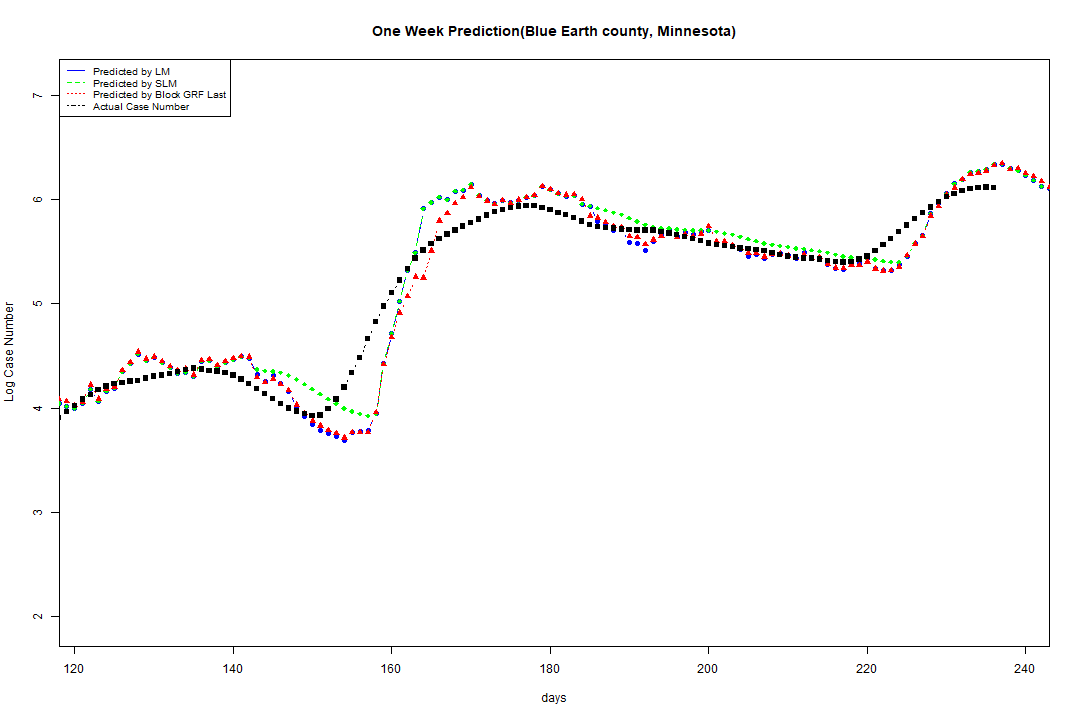 One Week Prediction(Blue Earth county, Minnesota)
Predicted by LM
Predicted by SLM
Predicted by Block GRF Last
Actual Case Number
7
6
5
4
3
2
Log Case Number
120 140 160 180 200 220 240
days